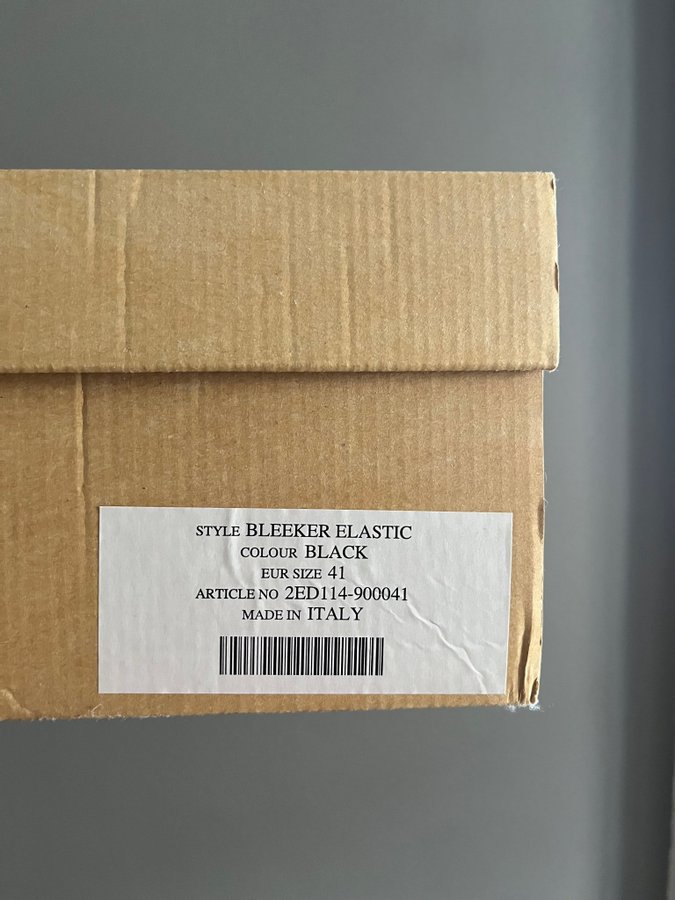 STYLE BLEEKER ELASTIC
COLOUR BLACK
EUR SIZE 41
ARTICLE NO 2ED114-900041
MADE IN ITALY